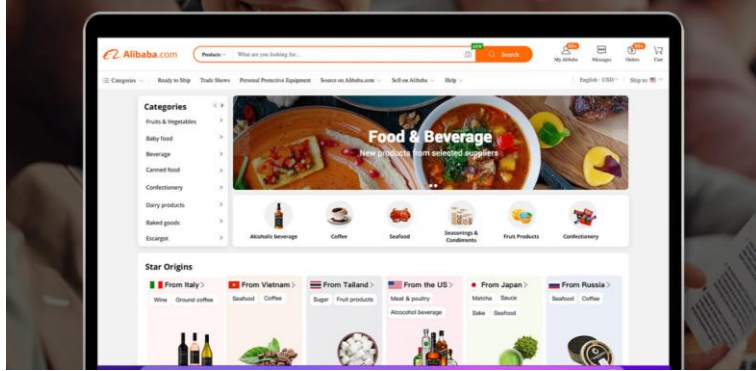 Alibaba.com
Products
What are you looking for...
Search
My Alibaba
Messages
Orders
Cart
Categories
Ready to Ship
Trade Shows
Personal Protective Equipment
Source on Alibaba.com
Sell on Alibaba
Help
English - USD
Ship to:
Categories
Fruits & Vegetables
Baby food
Beverage
Canned food
Confectionery
Dairy products
Baked goods
Escargot
Food & Beverage
New products from selected suppliers
Alcoholic beverage
Coffee
Seafood
Seasonings &
Condiments
Fruit Products
Confectionery
Star Origins
From Italy >
Wine
Ground coffee
From Vietnam >
Seafood
Coffee
From Tailand >
Sugar
Fruit products
From the US >
Meat & poultry
Alcocohol beverage
From Japan >
Matcha
Sauce
Sake
Seafood
From Russia >
Seafood
Coffee